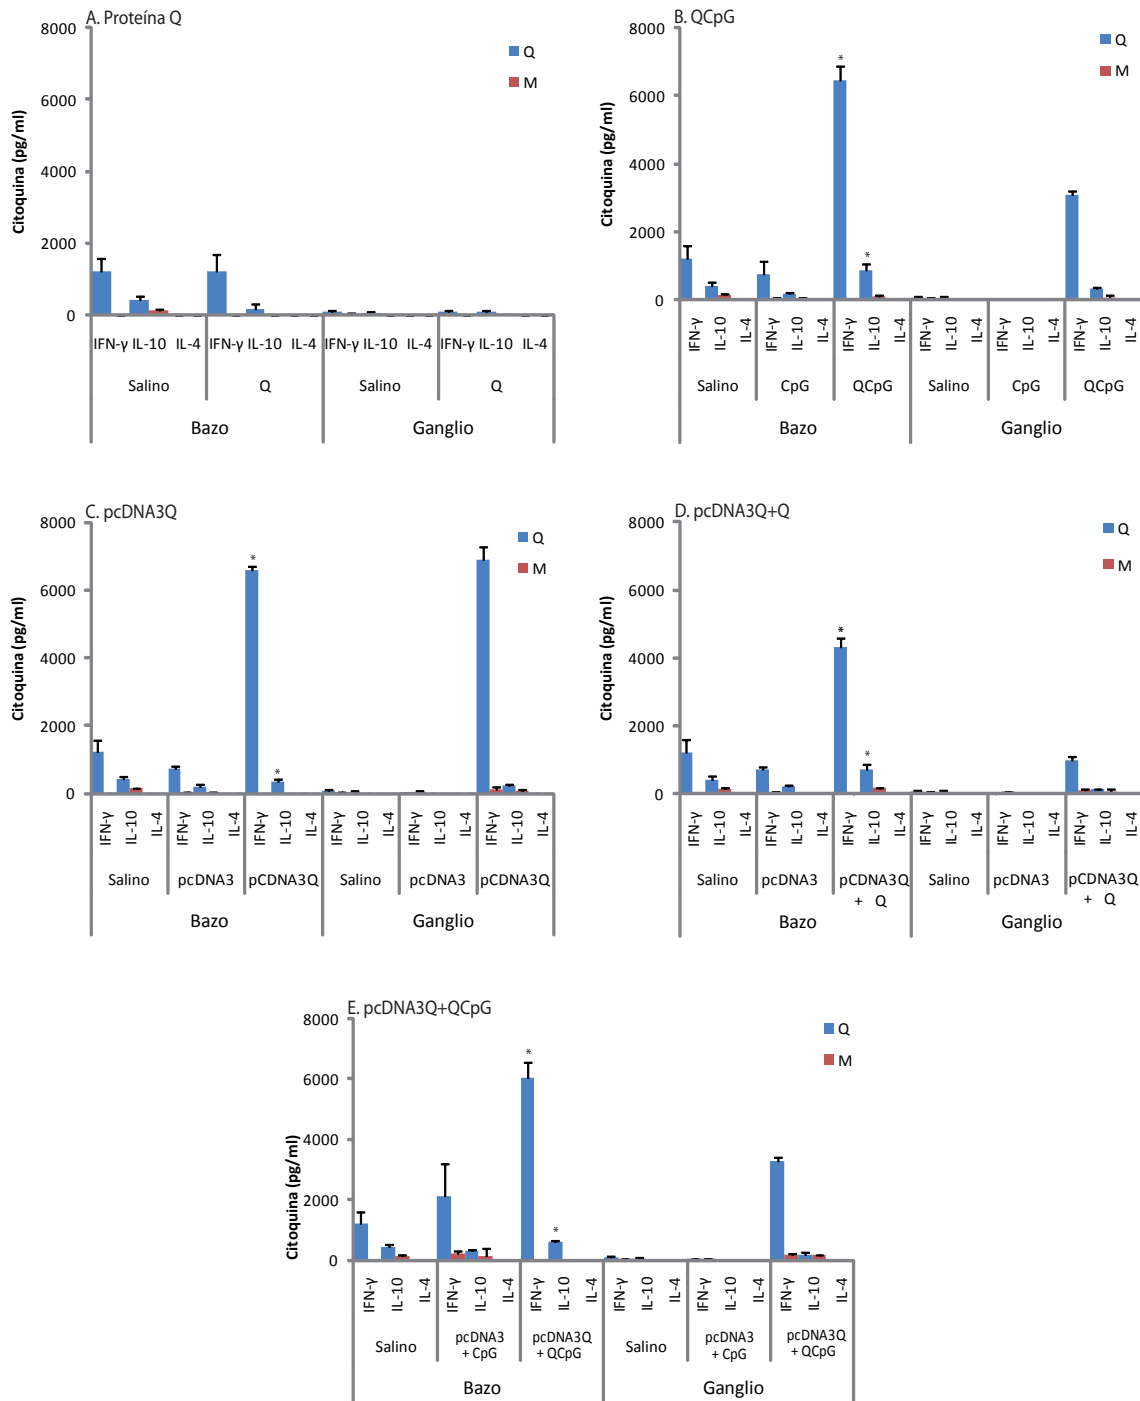 A. Proteína Q
Citoquina (pg/ml)
8000
6000
4000
2000
0
Q
M
IFN-γ IL-10 IL-4 IFN-γ IL-10 IL-4 IFN-γ IL-10 IL-4 IFN-γ IL-10 IL-4
Salino Q Salino Q
Bazo Ganglio
B. QCpG
Citoquina (pg/ml)
8000
6000
4000
2000
0
Q
M
* *
IFN-γ IL-10 IL-4 IFN-γ IL-10 IL-4 IFN-γ IL-10 IL-4 IFN-γ IL-10 IL-4 IFN-γ IL-10 IL-4 IFN-γ IL-10 IL-4
Salino CpG QCpG Salino CpG QCpG
Bazo Ganglio
C. pcDNA3Q
Citoquina (pg/ml)
8000
6000
4000
2000
0
Q
M
* *
IFN-γ IL-10 IL-4 IFN-γ IL-10 IL-4 IFN-γ IL-10 IL-4 IFN-γ IL-10 IL-4 IFN-γ IL-10 IL-4 IFN-γ IL-10 IL-4
Salino pcDNA3 pCDNA3Q Salino pcDNA3 pCDNA3Q
Bazo Ganglio
D. pcDNA3Q+Q
Citoquina (pg/ml)
8000
6000
4000
2000
0
Q
M
* *
IFN-γ IL-10 IL-4 IFN-γ IL-10 IL-4 IFN-γ IL-10 IL-4 IFN-γ IL-10 IL-4 IFN-γ IL-10 IL-4 IFN-γ IL-10 IL-4
Salino pcDNA3 pCDNA3Q Salino pcDNA3 pCDNA3Q
+ Q + Q
Bazo Ganglio
E. pcDNA3Q+QCpG
Citoquina (pg/ml)
8000
6000
4000
2000
0
Q
M
* *
IFN-γ IL-10 IL-4 IFN-γ IL-10 IL-4 IFN-γ IL-10 IL-4 IFN-γ IL-10 IL-4 IFN-γ IL-10 IL-4 IFN-γ IL-10 IL-4
Salino pcDNA3 pcDNA3Q Salino pcDNA3 pcDNA3Q
+ CpG + QCpG + CpG + QCpG
Bazo Ganglio